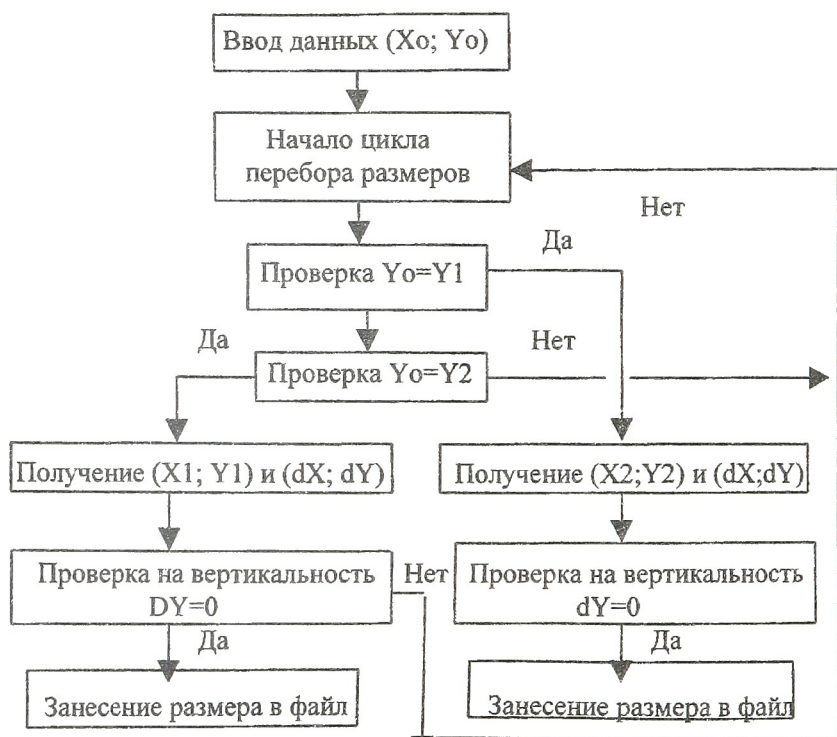 Ввод данных (Xo; Yo)
Начало цикла
перебора размеров
Нет
Да
Проверка Yo=Y1
Да
Нет
Проверка Yo=Y2
Получение (X1; Y1) и (dX; dY)
Получение (X2;Y2) и (dX;dY)
Проверка на вертикальность
DY=0
Нет
Проверка на вертикальность
dY=0
Да
Да
Занесение размера в файл
Занесение размера в файл